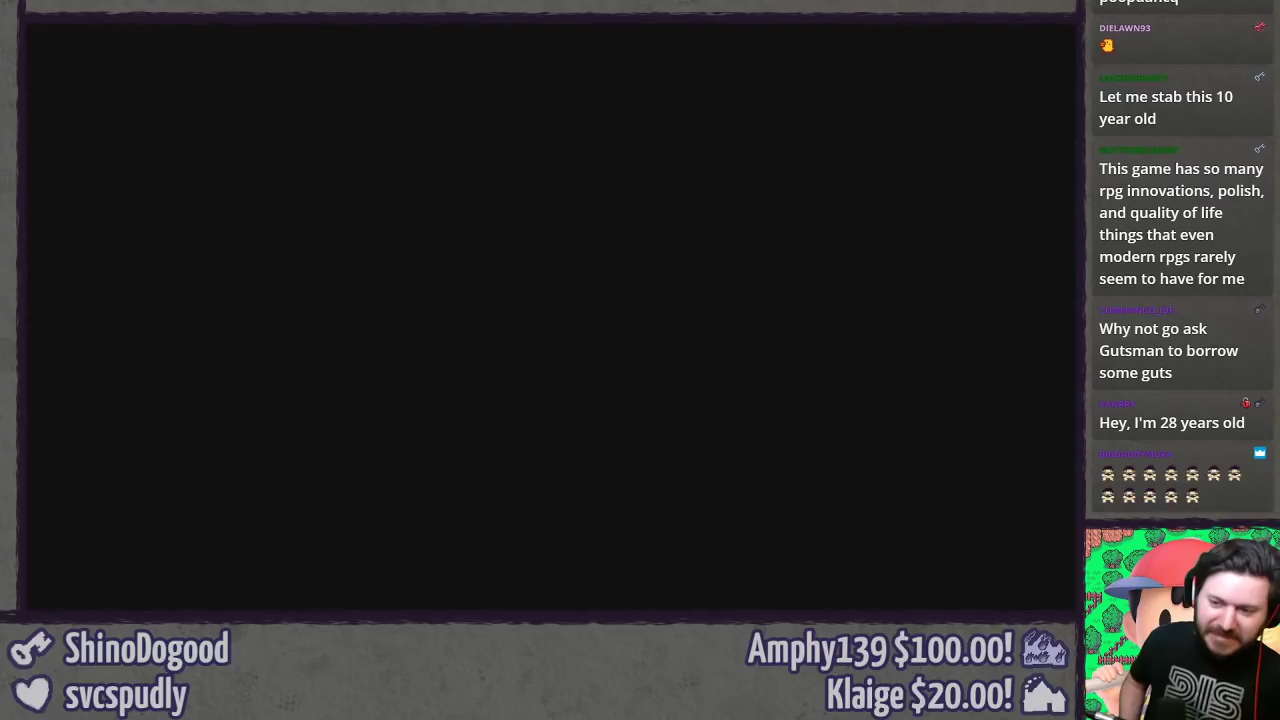 DIELAWN93
Let me stab this 10
year old
This game has so many
rpg innovations, polish,
and quality of life
things that even
modern rpgs rarely
seem to have for me
Why not go ask
Gutsman to borrow
some guts
Hey, I'm 28 years old
ShinoDogood
svcspudly
Amphy139 $100.00!
Klaige $20.00!